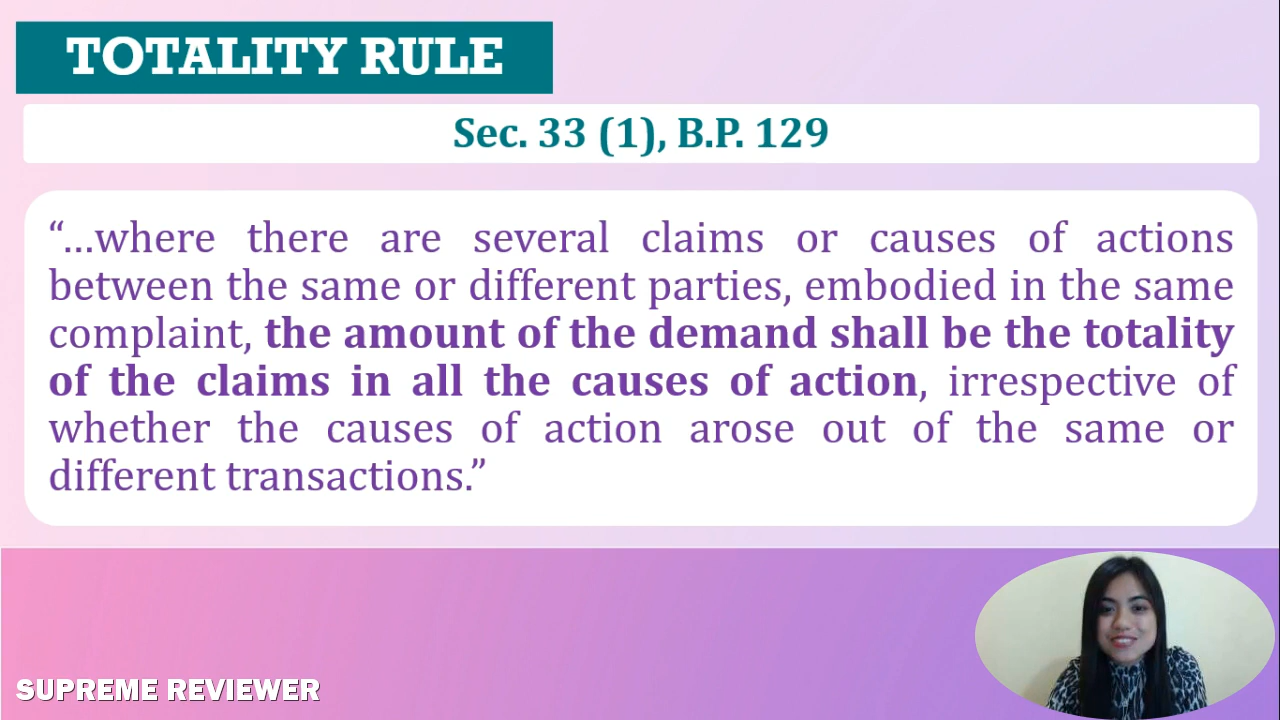 TOTALITY RULE
Sec. 33 (1), B.P. 129
“…where there are several claims or causes of actions
between the same or different parties, embodied in the same
complaint, the amount of the demand shall be the totality
of the claims in all the causes of action, irrespective of
whether the causes of action arose out of the same or
different transactions.”
SUPREME REVIEWER